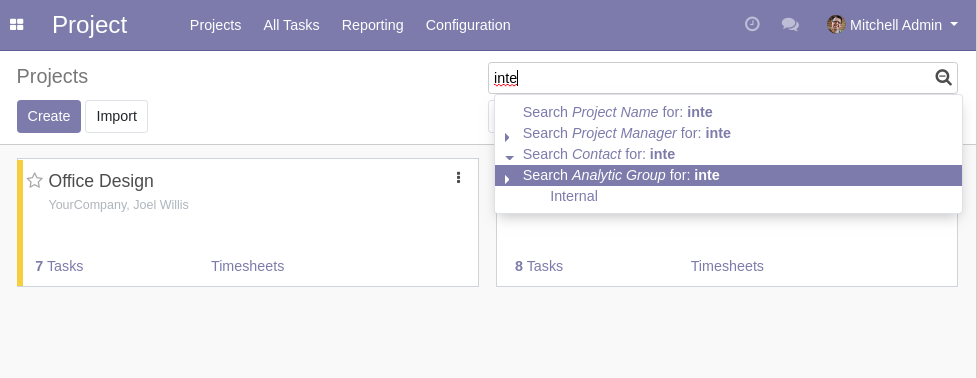 Project
Projects All Tasks Reporting Configuration
Mitchell Admin
Projects
inte
Create Import
Search Project Name for: inte
Search Project Manager for: inte
Search Contact for: inte
Search Analytic Group for: inte
Internal
Office Design
YourCompany, Joel Willis
7 Tasks Timesheets
8 Tasks Timesheets